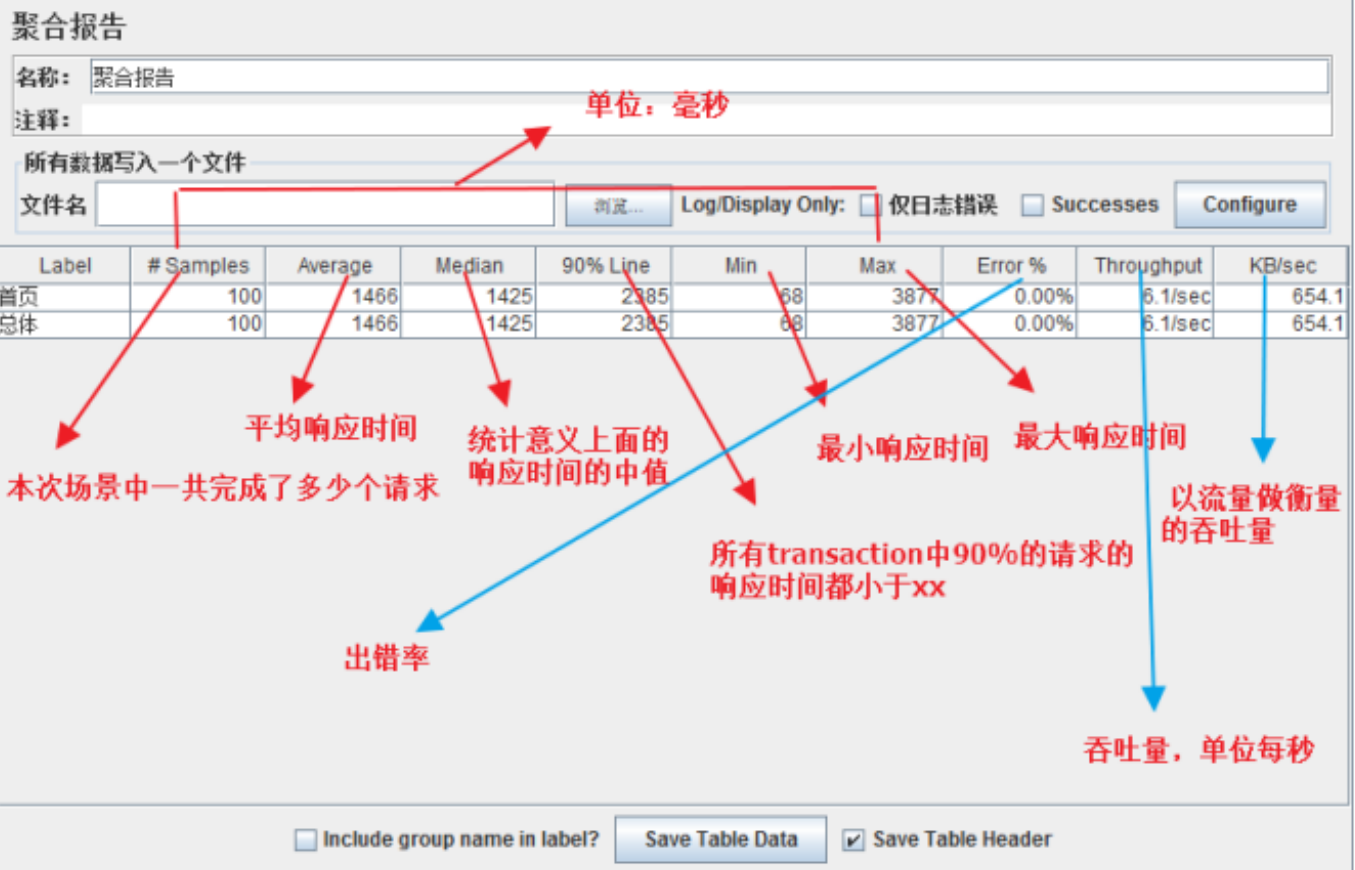 聚合报告
名称： 聚合报告
注释：
单位：毫秒
所有数据写入一个文件
文件名 浏览... Log/Display Only: 仅日志错误 Successes Configure
Label # Samples Average Median 90% Line Min Max Error % Throughput KB/sec
首页 100 1466 1425 2385 68 3877 0.00% 6.1/sec 654.1
总体 100 1466 1425 2385 68 3877 0.00% 6.1/sec 654.1
平均响应时间
统计意义上面的
响应时间的中值
最小响应时间
最大响应时间
本次场景中一共完成了多少个请求
以流量做衡量
的吞吐量
所有transaction中90%的请求的
响应时间都小于xx
出错率
吞吐量，单位每秒
Include group name in label? Save Table Data Save Table Header